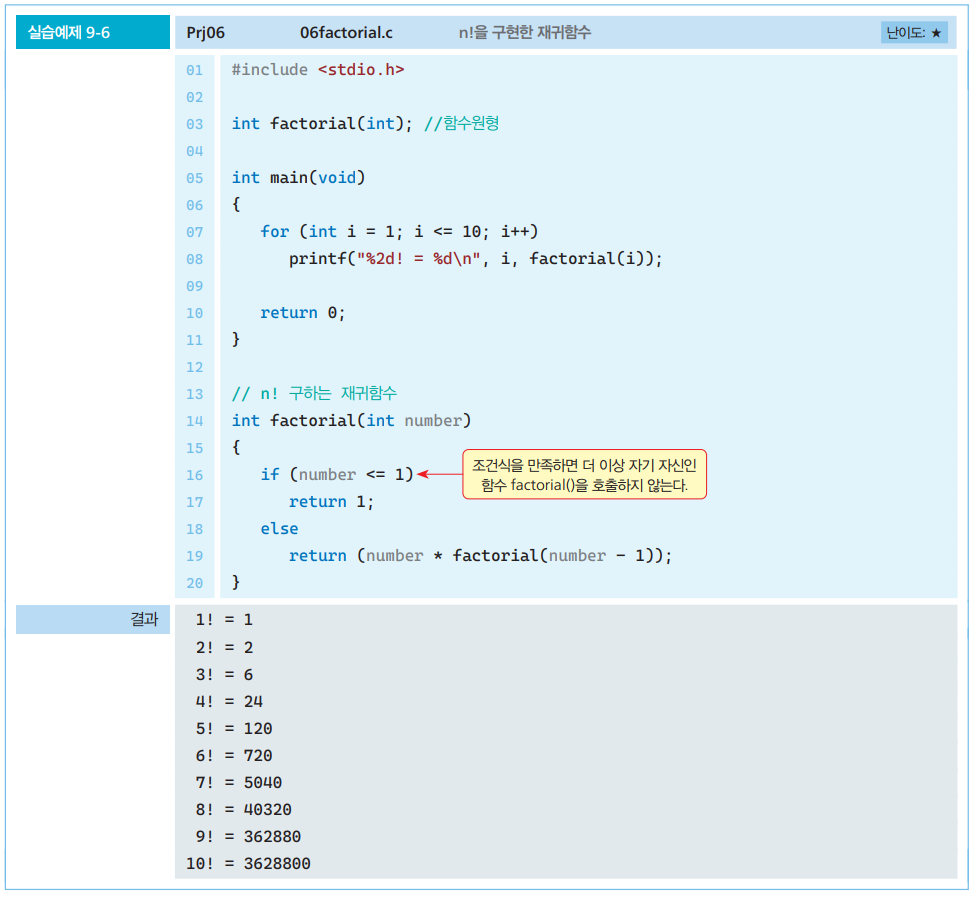 실습예제 9-6 Prj06 06factorial.c n!을 구현한 재귀함수 난이도: ★
01 #include <stdio.h>
02
03 int factorial(int); //함수원형
04
05 int main(void)
06 {
07 for (int i = 1; i <= 10; i++)
08 printf("%2d! = %d\n", i, factorial(i));
09
10 return 0;
11 }
12
13 // n! 구하는 재귀함수
14 int factorial(int number)
15 {
16 if (number <= 1)
조건식을 만족하면 더 이상 자기 자신인
함수 factorial()을 호출하지 않는다.
17 return 1;
18 else
19 return (number * factorial(number - 1));
20 }
결과
1! = 1
2! = 2
3! = 6
4! = 24
5! = 120
6! = 720
7! = 5040
8! = 40320
9! = 362880
10! = 3628800